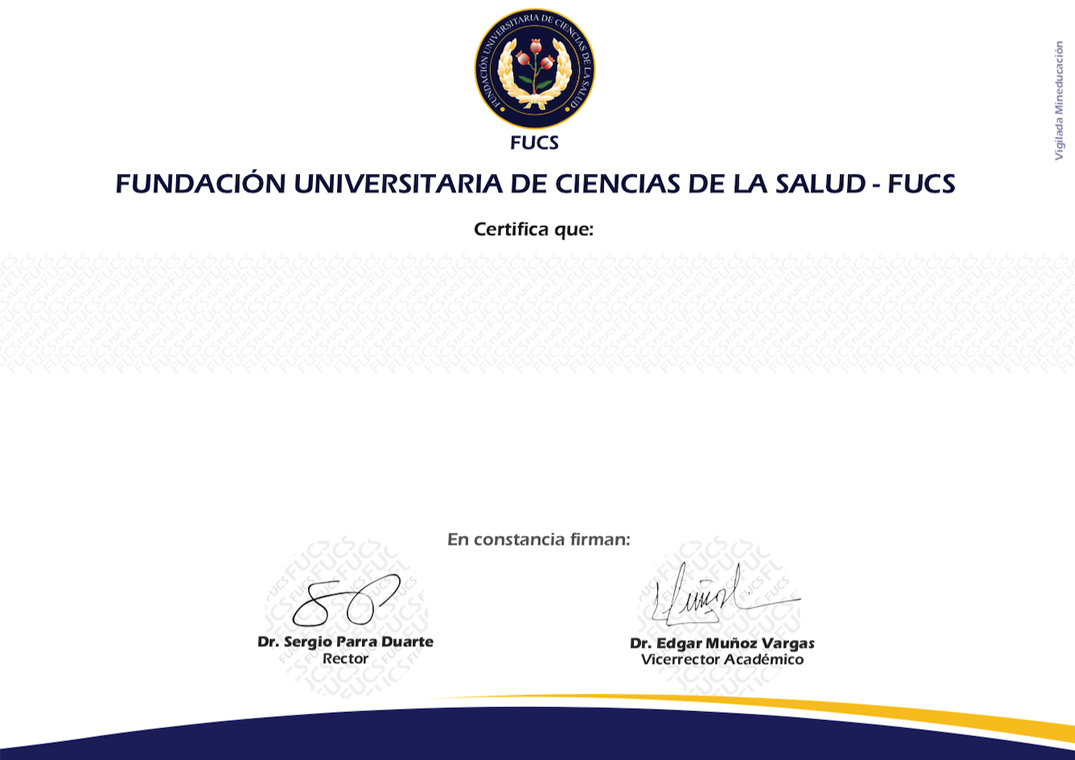 FUNDACIÓN UNIVERSITARIA DE CIENCIAS DE LA SALUD
FUCS
Vigilada Mineducación
FUNDACIÓN UNIVERSITARIA DE CIENCIAS DE LA SALUD - FUCS
Certifica que:
En constancia firman:
Dr. Sergio Parra Duarte
Rector
Dr. Edgar Muñoz Vargas
Vicerrector Académico